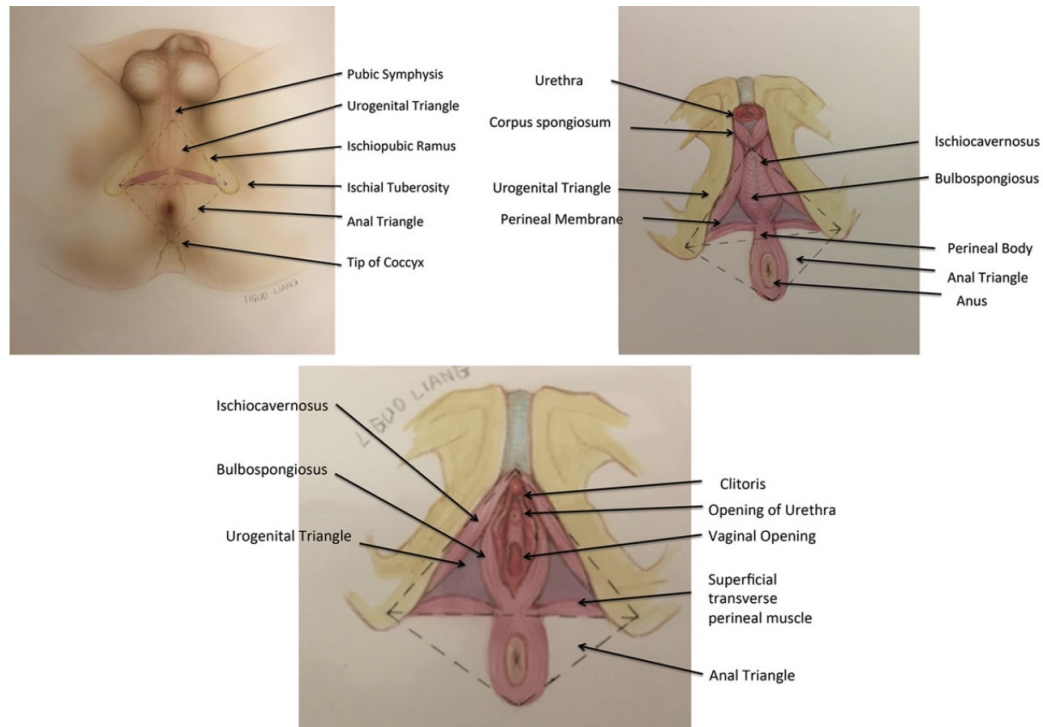 Pubic Symphysis
Urogenital Triangle
Ischiopubic Ramus
Ischial Tuberosity
Anal Triangle
Tip of Coccyx
LIGUO LIANG
Urethra
Corpus spongiosum
Urogenital Triangle
Perineal Membrane
Ischiocavernosus
Bulbospongiosus
Perineal Body
Anal Triangle
Anus
LIGUO LIANG
Ischiocavernosus
Bulbospongiosus
Urogenital Triangle
Clitoris
Opening of Urethra
Vaginal Opening
Superficial
transverse
perineal muscle
Anal Triangle